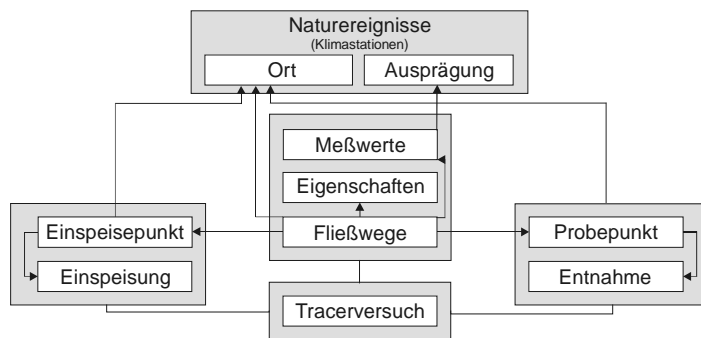 Naturereignisse
(Klimastationen)
Ort
Ausprägung
Meßwerte
Eigenschaften
Einspeisepunkt
Fließwege
Probepunkt
Einspeisung
Entnahme
Tracerversuch